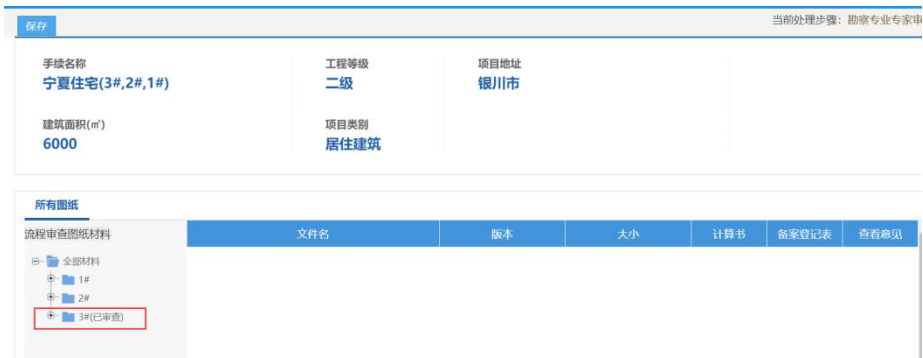 保存
当前处理步骤：勘察专业专家审
手续名称
宁夏住宅(3#,2#,1#)
工程等级
二级
项目地址
银川市
建筑面积(㎡)
6000
项目类别
居住建筑
所有图纸
流程审查图纸材料
文件名
版本
大小
计算书
备案登记表
查看意见
全部材料
1#
2#
3#(已审查)